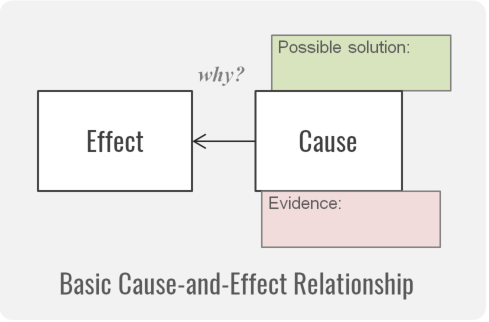 Possible solution:
why?
Effect
Cause
Evidence:
Basic Cause-and-Effect Relationship